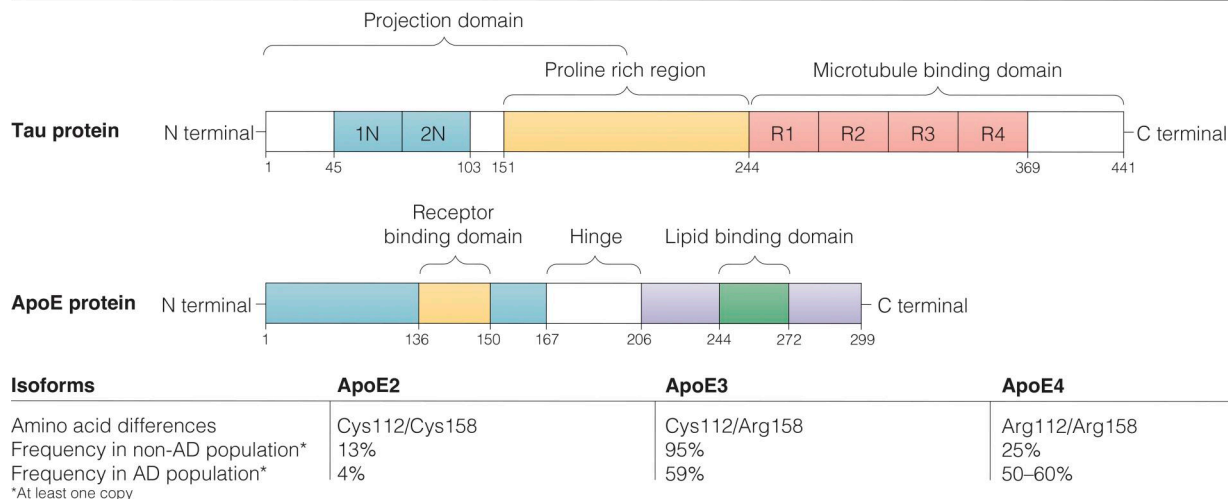 Projection domain
Proline rich region Microtubule binding domain
Tau protein N terminal 1N 2N R1 R2 R3 R4 C terminal
1 45 103 151 244 369 441
Receptor
binding domain Hinge Lipid binding domain
ApoE protein N terminal C terminal
1 136 150 167 206 244 272 299
Isoforms ApoE2 ApoE3 ApoE4
Amino acid differences Cys112/Cys158 Cys112/Arg158 Arg112/Arg158
Frequency in non-AD population* 13% 95% 25%
Frequency in AD population* 4% 59% 50–60%
*At least one copy